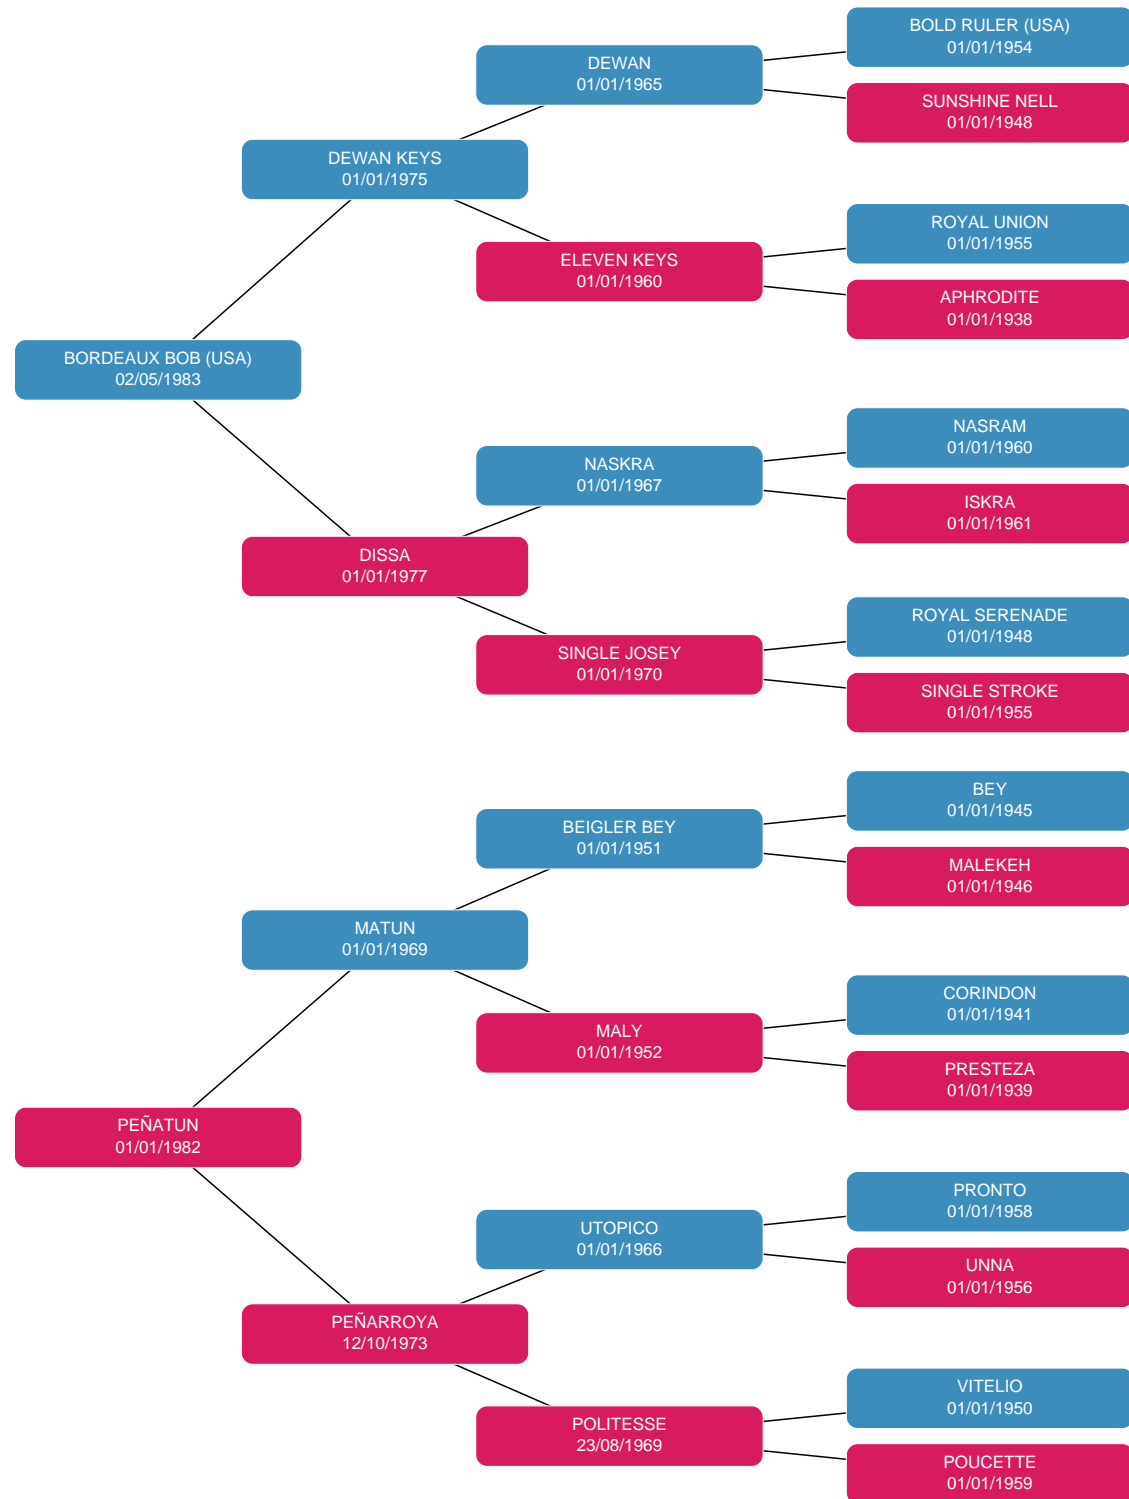 BOLD RULER (USA)
01/01/1954
DEWAN
01/01/1965
SUNSHINE NELL
01/01/1948
DEWAN KEYS
01/01/1975
ROYAL UNION
01/01/1955
ELEVEN KEYS
01/01/1960
APHRODITE
01/01/1938
BORDEAUX BOB (USA)
02/05/1983
NASRAM
01/01/1960
NASKRA
01/01/1967
ISKRA
01/01/1961
DISSA
01/01/1977
ROYAL SERENADE
01/01/1948
SINGLE JOSEY
01/01/1970
SINGLE STROKE
01/01/1955
BEY
01/01/1945
BEIGLER BEY
01/01/1951
MALEKEH
01/01/1946
MATUN
01/01/1969
CORINDON
01/01/1941
MALY
01/01/1952
PRESTEZA
01/01/1939
PEÑATUN
01/01/1982
PRONTO
01/01/1958
UTOPICO
01/01/1966
UNNA
01/01/1956
PEÑARROYA
12/10/1973
VITELIO
01/01/1950
POLITESSE
23/08/1969
POUCETTE
01/01/1959